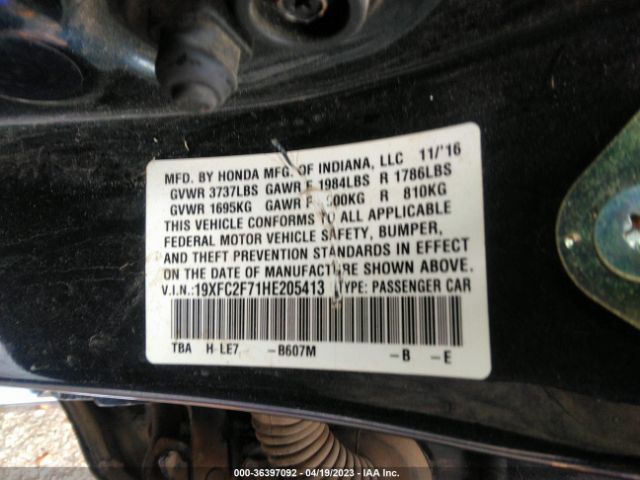 MFD. BY HONDA MFG. OF INDIANA, LLC 11/'16
GVWR 3737LBS GAWR F 1984LBS R 1786LBS
GVWR 1695KG GAWR F 00KG R 810KG
THIS VEHICLE CONFORMS TO ALL APPLICABLE
FEDERAL MOTOR VEHICLE SAFETY, BUMPER,
AND THEFT PREVENTION STANDARDS IN EFFECT
ON THE DATE OF MANUFACTURE SHOWN ABOVE.
V.I.N.:19XFC2F71HE205413 TYPE: PASSENGER CAR
TBA H LE7 -B607M -B -E
000-36397092 - 04/19/2023 - IAA Inc.